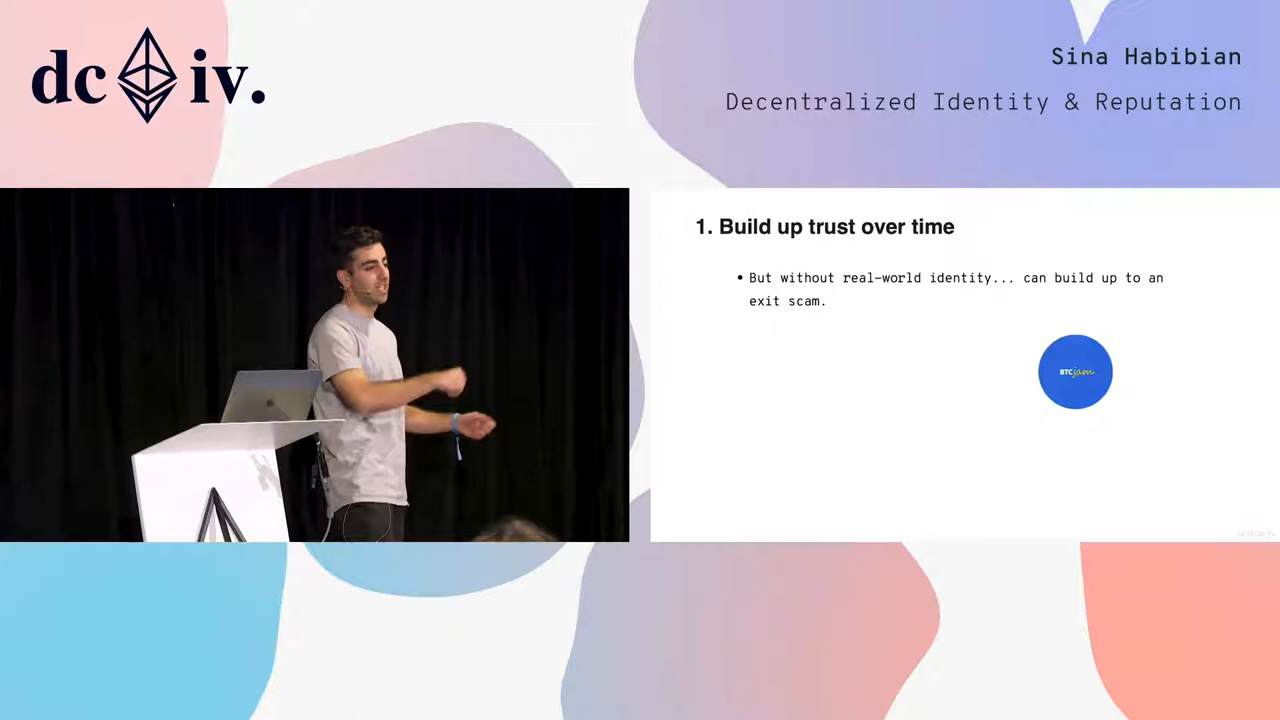 dc iv.
Sina Habibian
Decentralized Identity & Reputation
1. Build up trust over time
• But without real-world identity... can build up to an
exit scam.
BTCjam